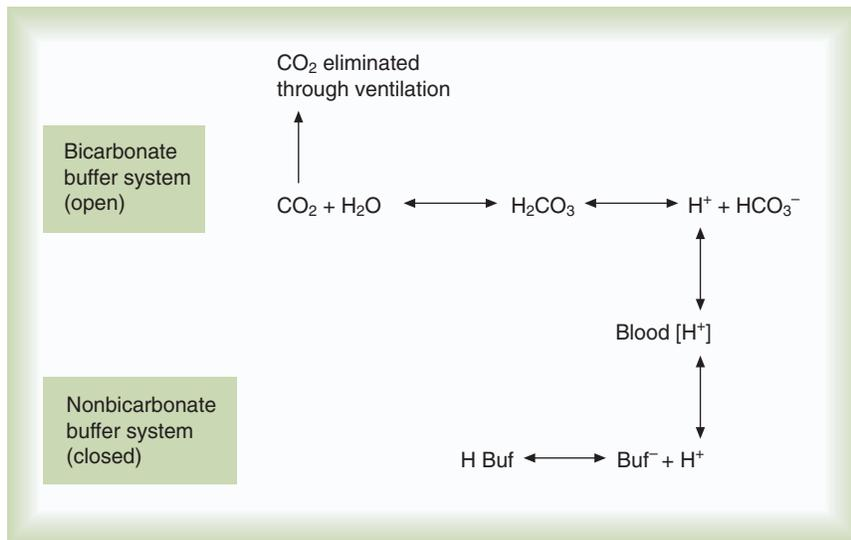 CO₂ eliminated
through ventilation
Bicarbonate
buffer system
(open)
CO₂ + H₂O H₂CO₃ H⁺ + HCO₃⁻
Blood [H⁺]
Nonbicarbonate
buffer system
(closed)
H Buf Buf⁻ + H⁺